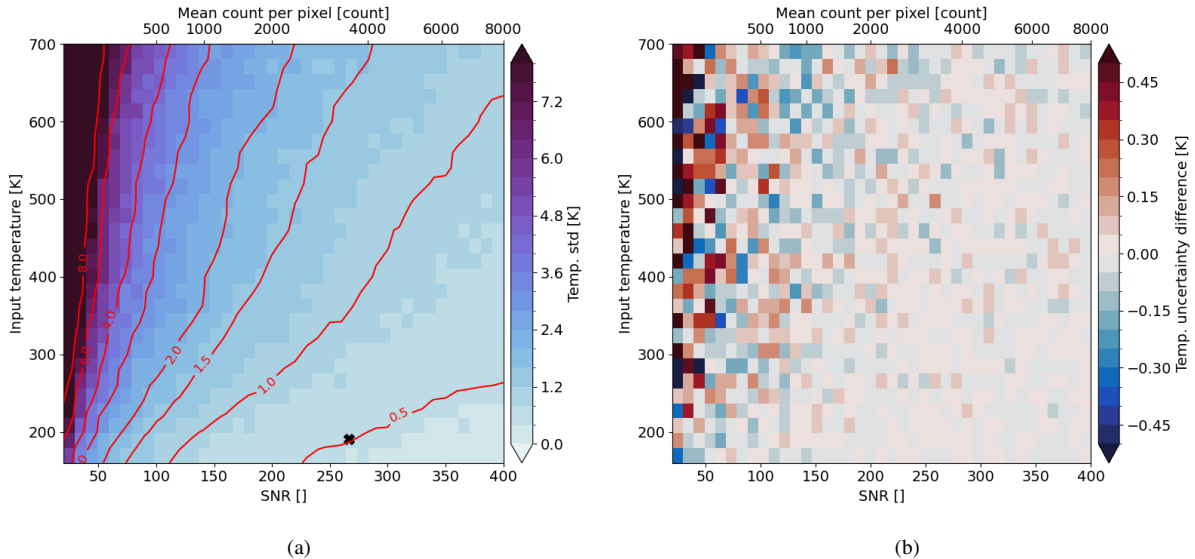 Mean count per pixel [count]
500 1000 2000 4000 8000
700
600
500
400
300
200
Input temperature [K]
8.0
6.0
4.0
2.0
1.5
1.0
0.5
50 100 150 200 250 300 350 400
SNR []
7.2
6.0
4.8
3.6
2.4
1.2
0.0
Temp. std [K]
(a)
Mean count per pixel [count]
500 1000 2000 4000 8000
700
600
500
400
300
200
Input temperature [K]
50 100 150 200 250 300 350 400
SNR []
0.45
0.30
0.15
0.00
−0.15
−0.30
−0.45
Temp. uncertainty difference [K]
(b)